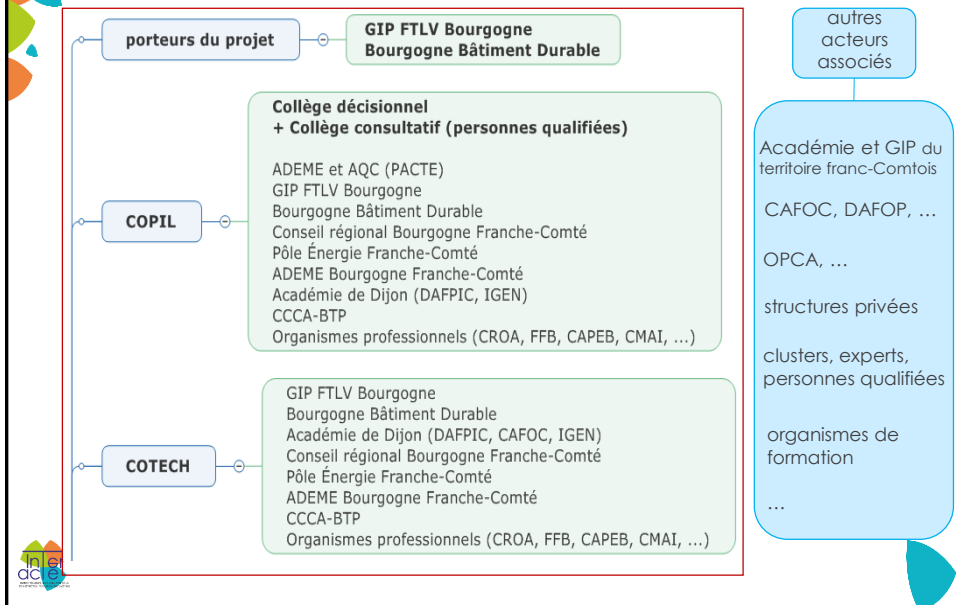 porteurs du projet
GIP FTLV Bourgogne
Bourgogne Bâtiment Durable
COPIL
Collège décisionnel
+ Collège consultatif (personnes qualifiées)
ADEME et AQC (PACTE)
GIP FTLV Bourgogne
Bourgogne Bâtiment Durable
Conseil régional Bourgogne Franche-Comté
Pôle Énergie Franche-Comté
ADEME Bourgogne Franche-Comté
Académie de Dijon (DAFPIC, IGEN)
CCCA-BTP
Organismes professionnels (CROA, FFB, CAPEB, CMAI, ...)
COTECH
GIP FTLV Bourgogne
Bourgogne Bâtiment Durable
Académie de Dijon (DAFPIC, CAFOC, IGEN)
Conseil régional Bourgogne Franche-Comté
Pôle Énergie Franche-Comté
ADEME Bourgogne Franche-Comté
CCCA-BTP
Organismes professionnels (CROA, FFB, CAPEB, CMAI, ...)
autres
acteurs
associés
Académie et GIP du
territoire franc-Comtois
CAFOC, DAFOP, ...
OPCA, ...
structures privées
clusters, experts,
personnes qualifiées
organismes de
formation
...
Inter
acte